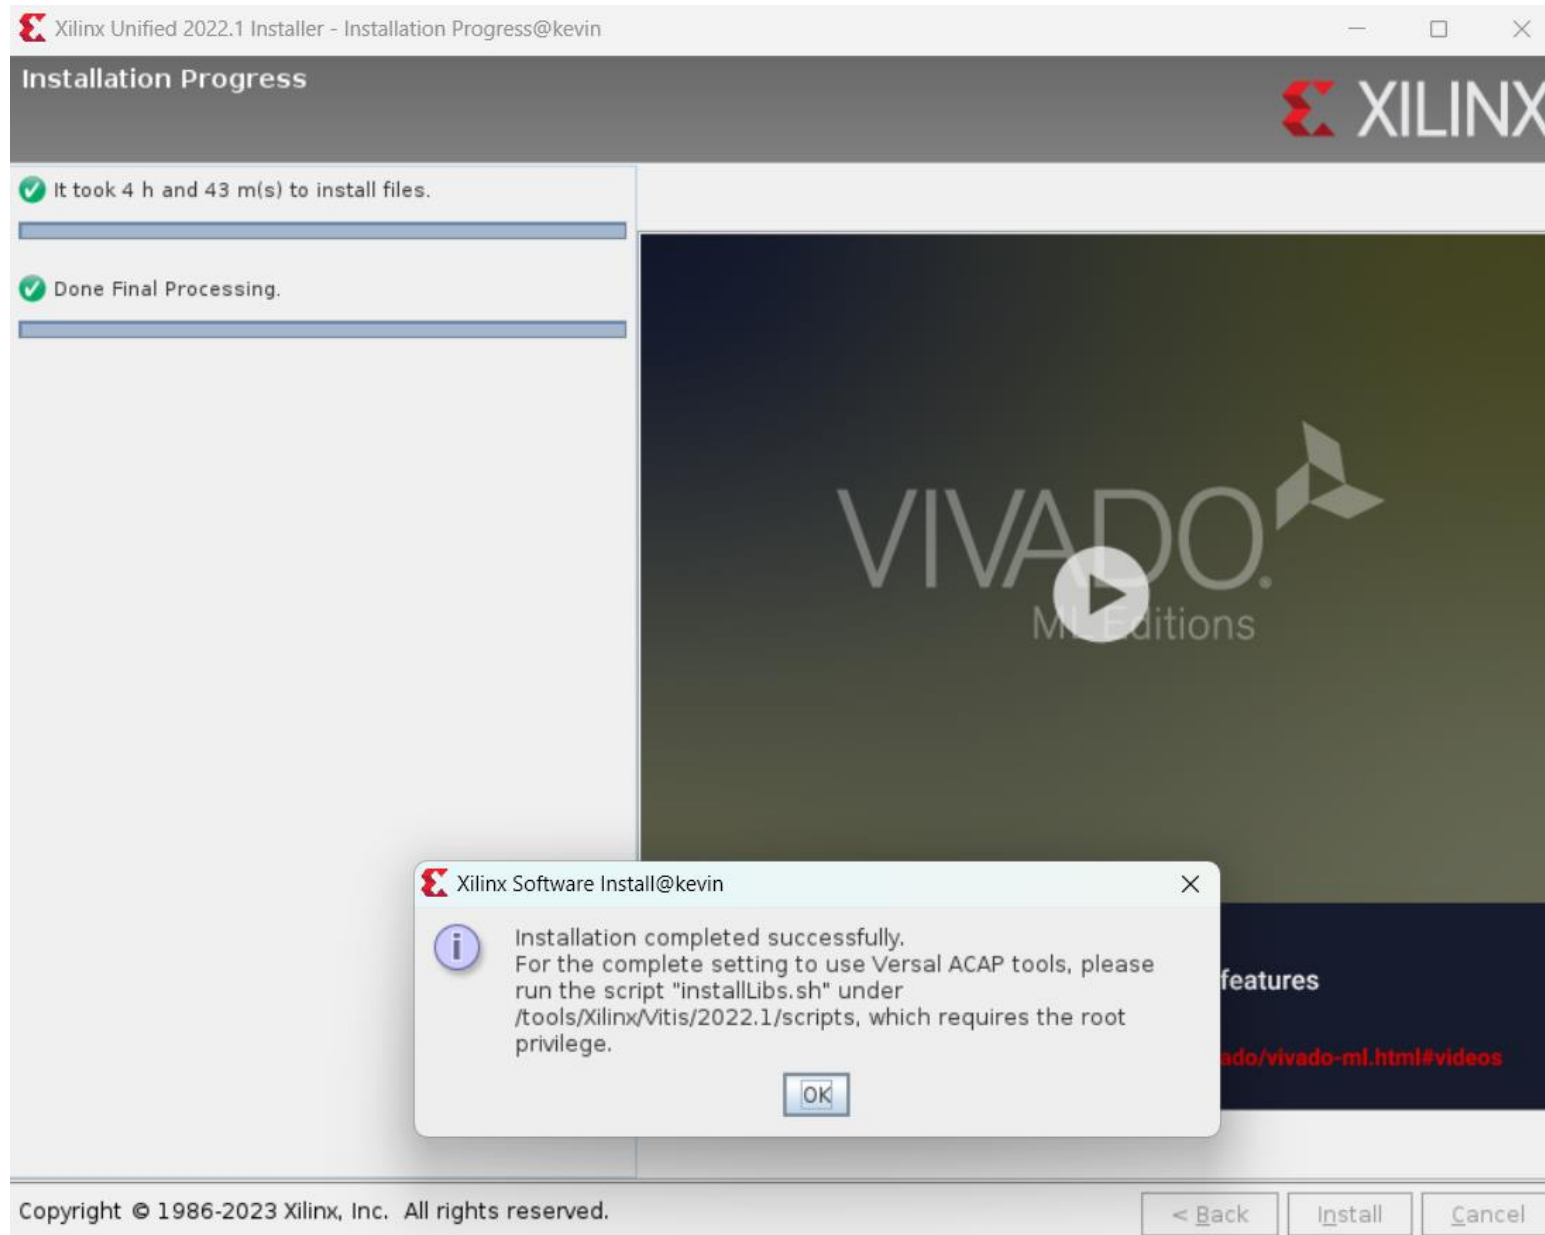 Xilinx Unified 2022.1 Installer - Installation Progress@kevin
Installation Progress
XILINX
It took 4 h and 43 m(s) to install files.
Done Final Processing.
VIVADO.
ML Editions
Xilinx Software Install@kevin
Installation completed successfully.
For the complete setting to use Versal ACAP tools, please
run the script "installLibs.sh" under
/tools/Xilinx/Vitis/2022.1/scripts, which requires the root
privilege.
OK
features
ado/vivado-ml.html#videos
Copyright © 1986-2023 Xilinx, Inc. All rights reserved.
< Back
Install
Cancel